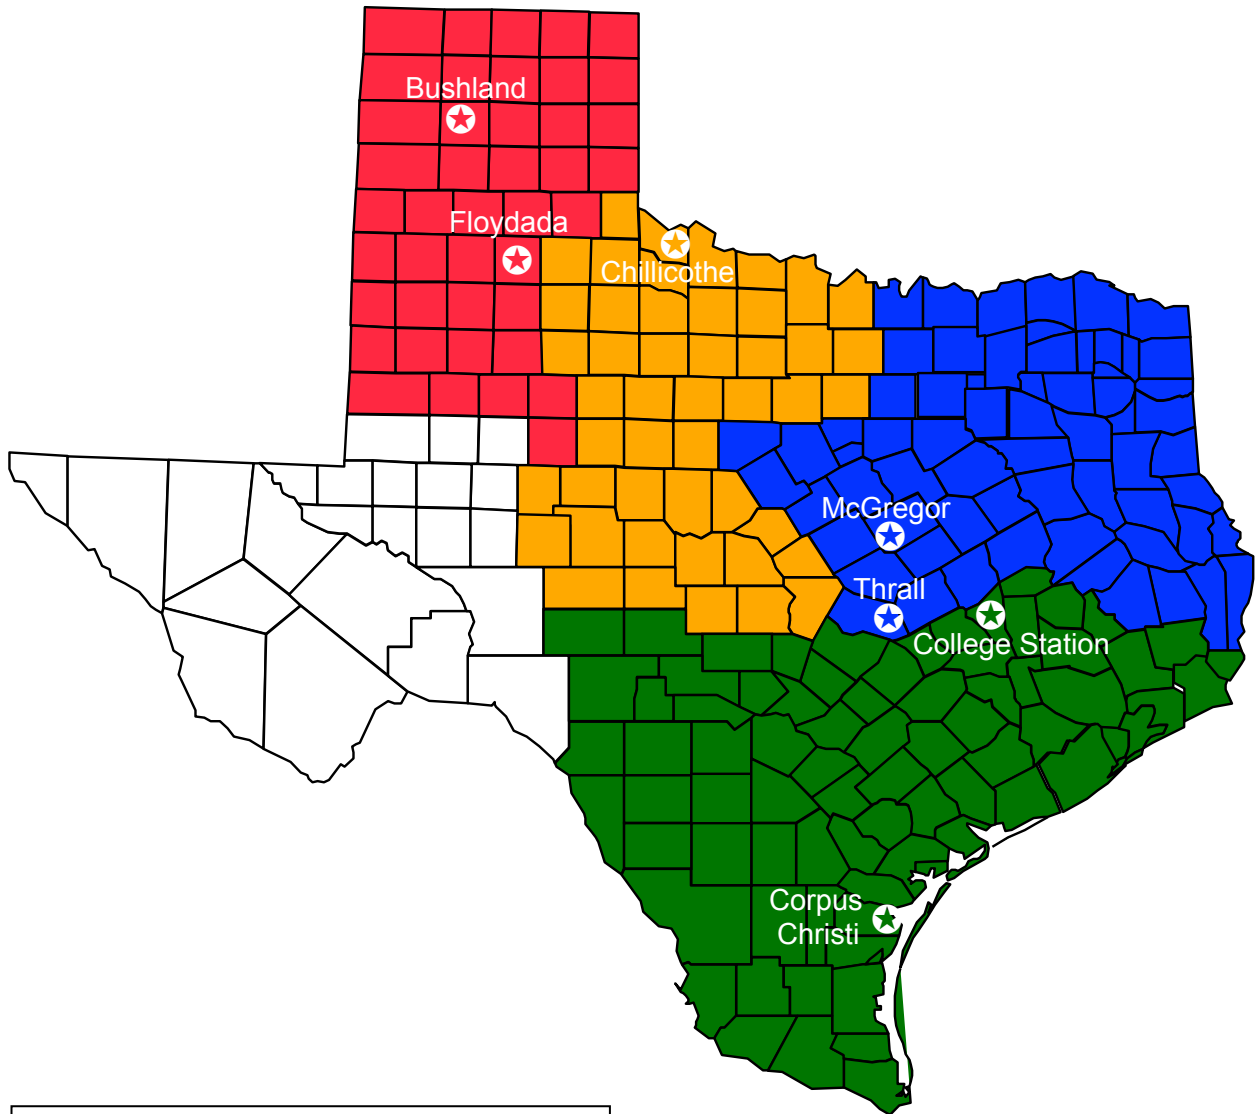 Bushland
Floydada
Chillicothe
McGregor
Thrall
College Station
Corpus
Christi